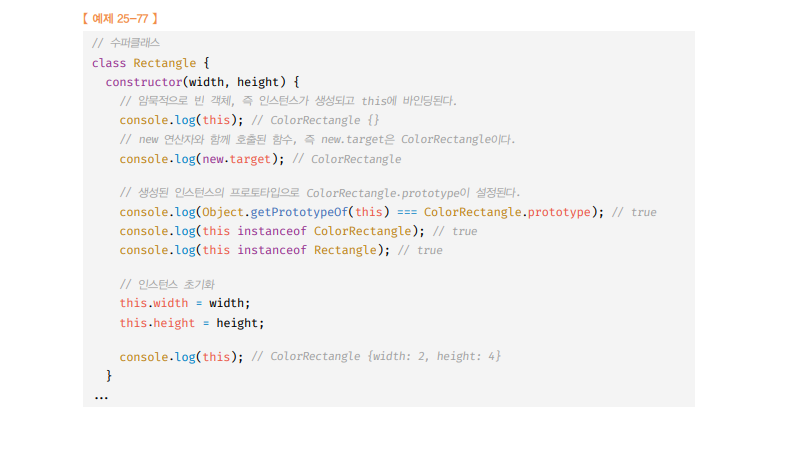 【 예제 25-77 】
// 수퍼클래스
class Rectangle {
constructor(width, height) {
// 암묵적으로 빈 객체, 즉 인스턴스가 생성되고 this에 바인딩된다.
console.log(this); // ColorRectangle {}
// new 연산자와 함께 호출된 함수, 즉 new.target은 ColorRectangle이다.
console.log(new.target); // ColorRectangle
// 생성된 인스턴스의 프로토타입으로 ColorRectangle.prototype이 설정된다.
console.log(Object.getPrototypeOf(this) === ColorRectangle.prototype); // true
console.log(this instanceof ColorRectangle); // true
console.log(this instanceof Rectangle); // true
// 인스턴스 초기화
this.width = width;
this.height = height;
console.log(this); // ColorRectangle {width: 2, height: 4}
}
...